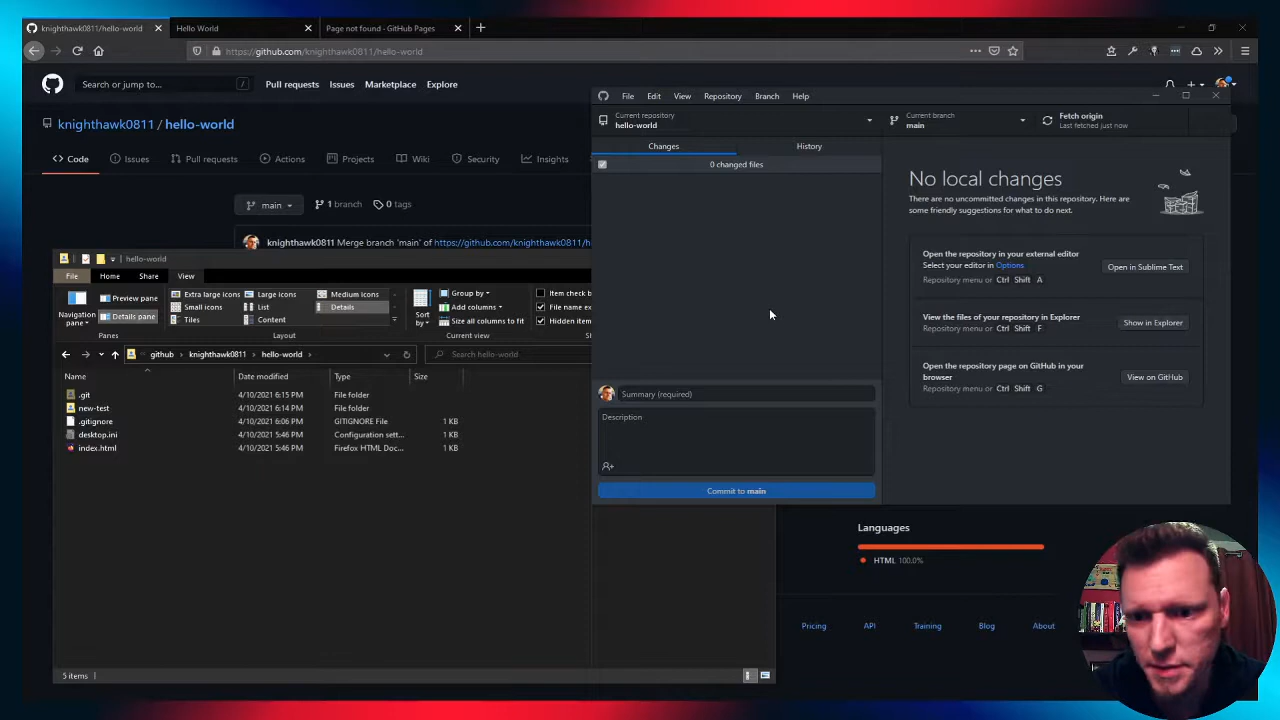 knighthawk0811/hello-world
Hello World
Page not found · GitHub Pages
https://github.com/knighthawk0811/hello-world
Search or jump to...
/
Pull requests
Issues
Marketplace
Explore
knighthawk0811 / hello-world
Code
Issues
Pull requests
Actions
Projects
Wiki
Security
Insights
main
1 branch
0 tags
knighthawk0811 Merge branch 'main' of https://github.com/knighthawk0811/h
File
Edit
View
Repository
Branch
Help
Current repository
hello-world
Current branch
main
Fetch origin
Last fetched just now
Changes
History
0 changed files
No local changes
There are no uncommitted changes in this repository. Here are
some friendly suggestions for what to do next.
Open the repository in your external editor
Select your editor in Options
Repository menu or Ctrl Shift A
Open in Sublime Text
View the files of your repository in Explorer
Repository menu or Ctrl Shift F
Show in Explorer
Open the repository page on GitHub in your
browser
Repository menu or Ctrl Shift G
View on GitHub
Summary (required)
Description
Commit to main
hello-world
File
Home
Share
View
Navigation
pane
Preview pane
Details pane
Panes
Extra large icons
Large icons
Medium icons
Small icons
List
Details
Tiles
Content
Layout
Sort
by
Group by
Add columns
Size all columns to fit
Current view
Item check b
File name ex
Hidden item
github
knighthawk0811
hello-world
Search hello-world
Name
Date modified
Type
Size
.git
4/10/2021 6:15 PM
File folder
new-test
4/10/2021 6:14 PM
File folder
.gitignore
4/10/2021 6:06 PM
GITIGNORE File
1 KB
desktop.ini
4/10/2021 5:46 PM
Configuration sett...
1 KB
index.html
4/10/2021 5:46 PM
Firefox HTML Doc...
1 KB
5 items
Languages
HTML 100.0%
Pricing
API
Training
Blog
About